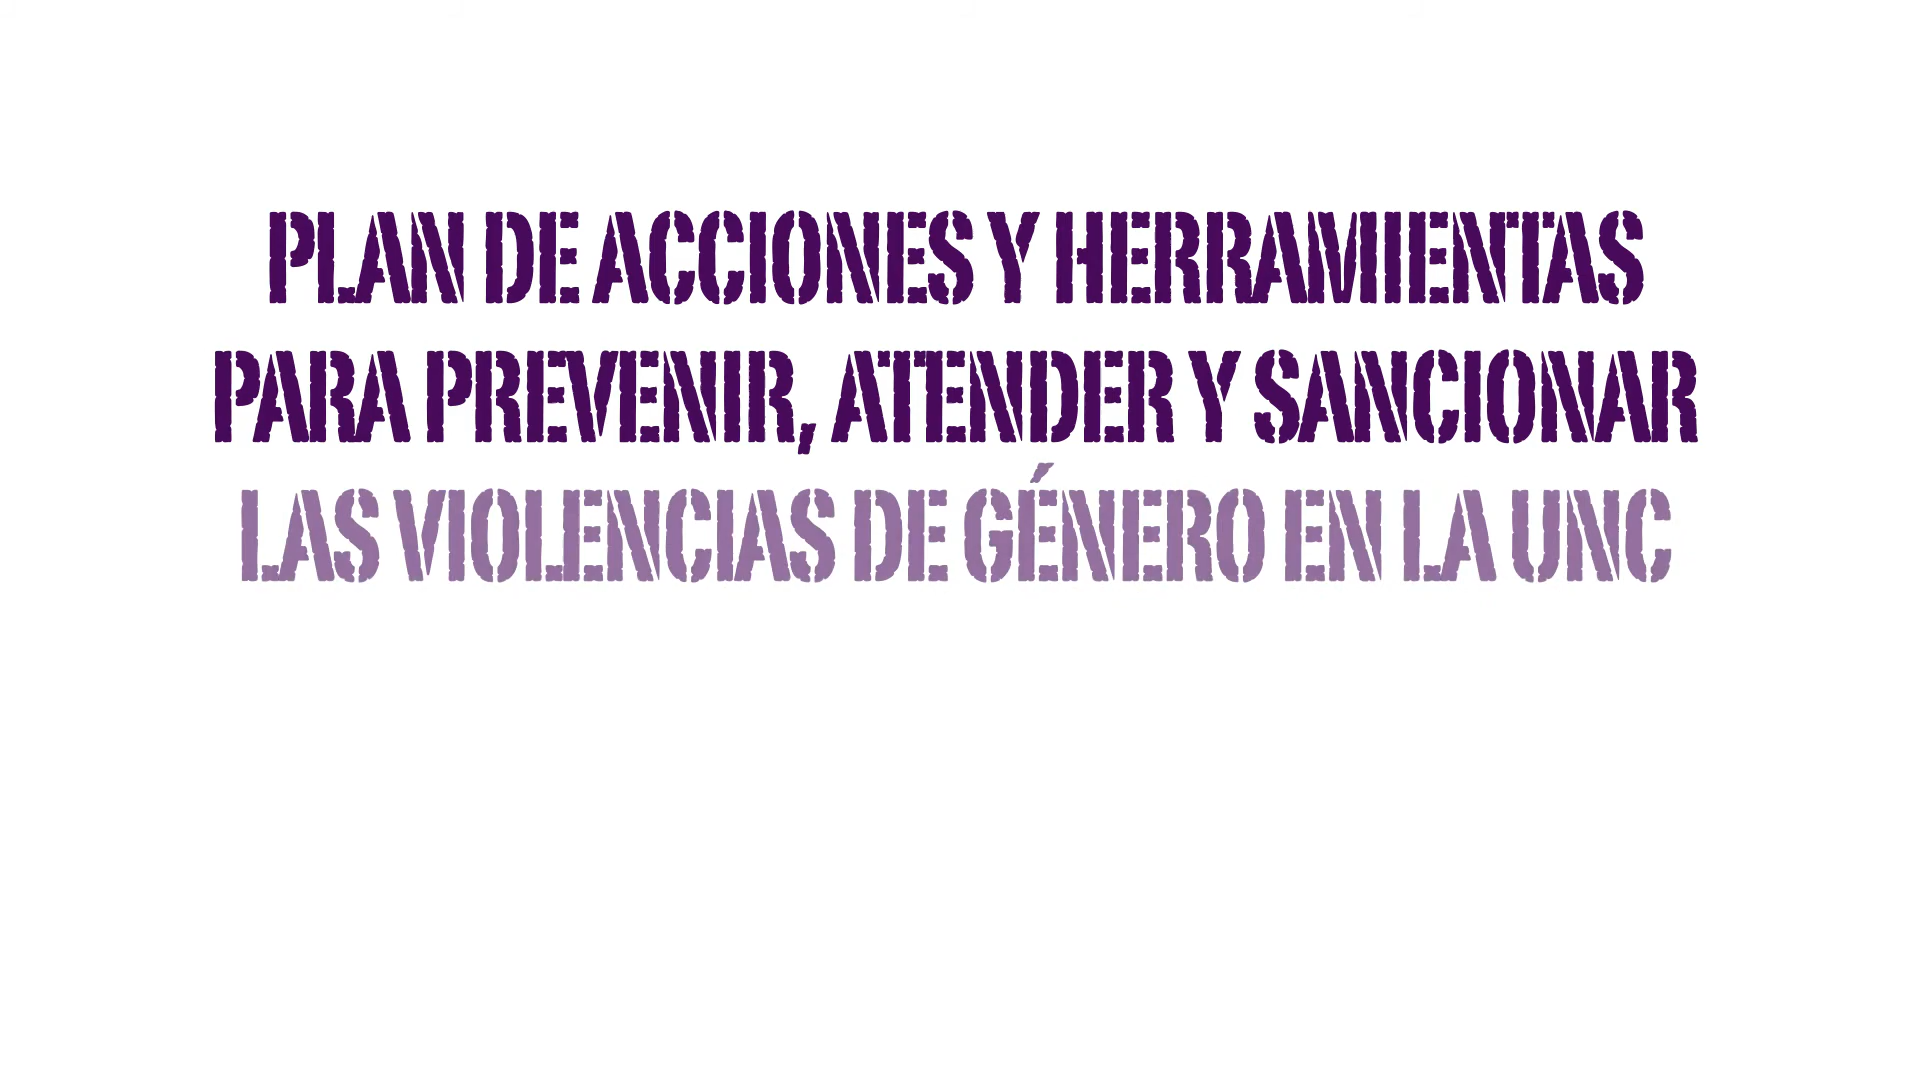 PLAN DE ACCIONES Y HERRAMIENTAS
PARA PREVENIR, ATENDER Y SANCIONAR
LAS VIOLENCIAS DE GÉNERO EN LA UNC